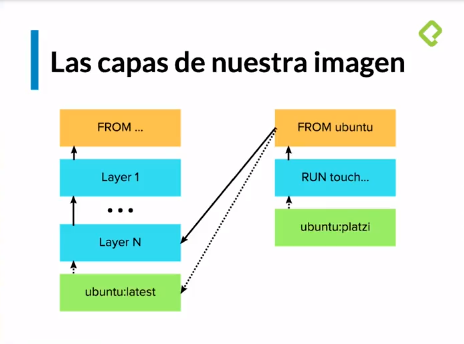 Las capas de nuestra imagen
FROM ...
Layer 1
...
Layer N
ubuntu:latest
FROM ubuntu
RUN touch...
ubuntu:platzi